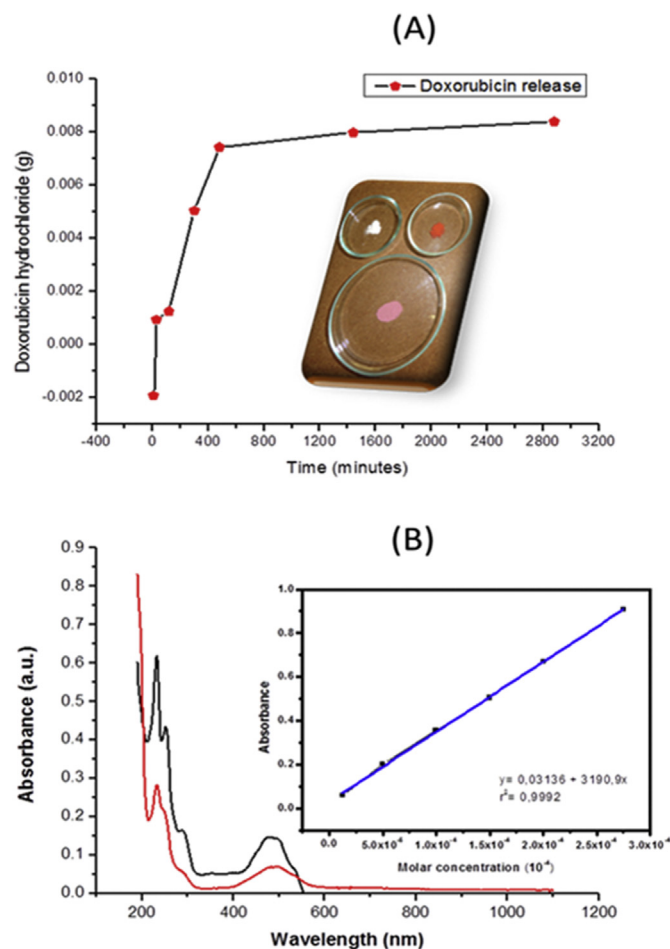 (A)
0.010
0.008
0.006
0.004
0.002
0.000
-0.002
Doxorubicin hydrochloride (g)
Doxorubicin release
-400 0 400 800 1200 1600 2000 2400 2800 3200
Time (minutes)
(B)
0.9
0.8
0.7
0.6
0.5
0.4
0.3
0.2
0.1
0.0
Absorbance (a.u.)
1.0
0.8
0.6
0.4
0.2
0.0
Absorbance
y= 0,03136 + 3190,9x
r²= 0,9992
0.0 1.0x10⁻⁴ 1.5x10⁻⁴ 2.0x10⁻⁴ 2.5x10⁻⁴ 3.0x10⁻⁴
Molar concentration (10⁻⁴)
200 400 600 800 1000 1200
Wavelength (nm)